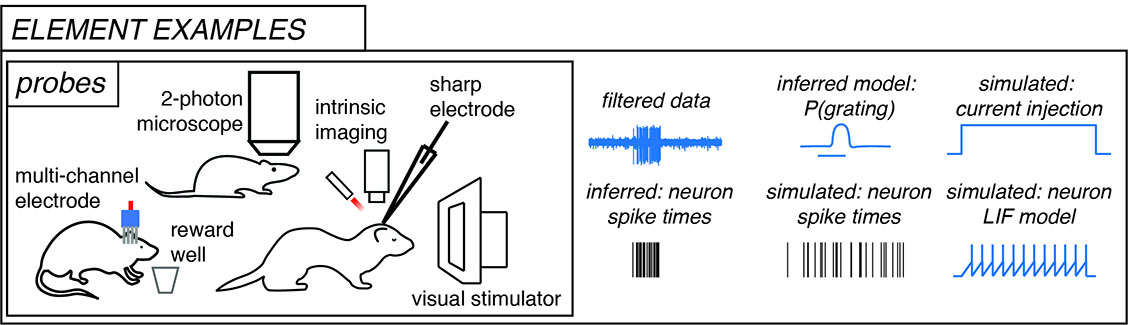 ELEMENT EXAMPLES
probes
2-photon
microscope
intrinsic
imaging
sharp
electrode
multi-channel
electrode
reward
well
visual stimulator
filtered data
inferred model:
P(grating)
simulated:
current injection
inferred: neuron
spike times
simulated: neuron
spike times
simulated: neuron
LIF model